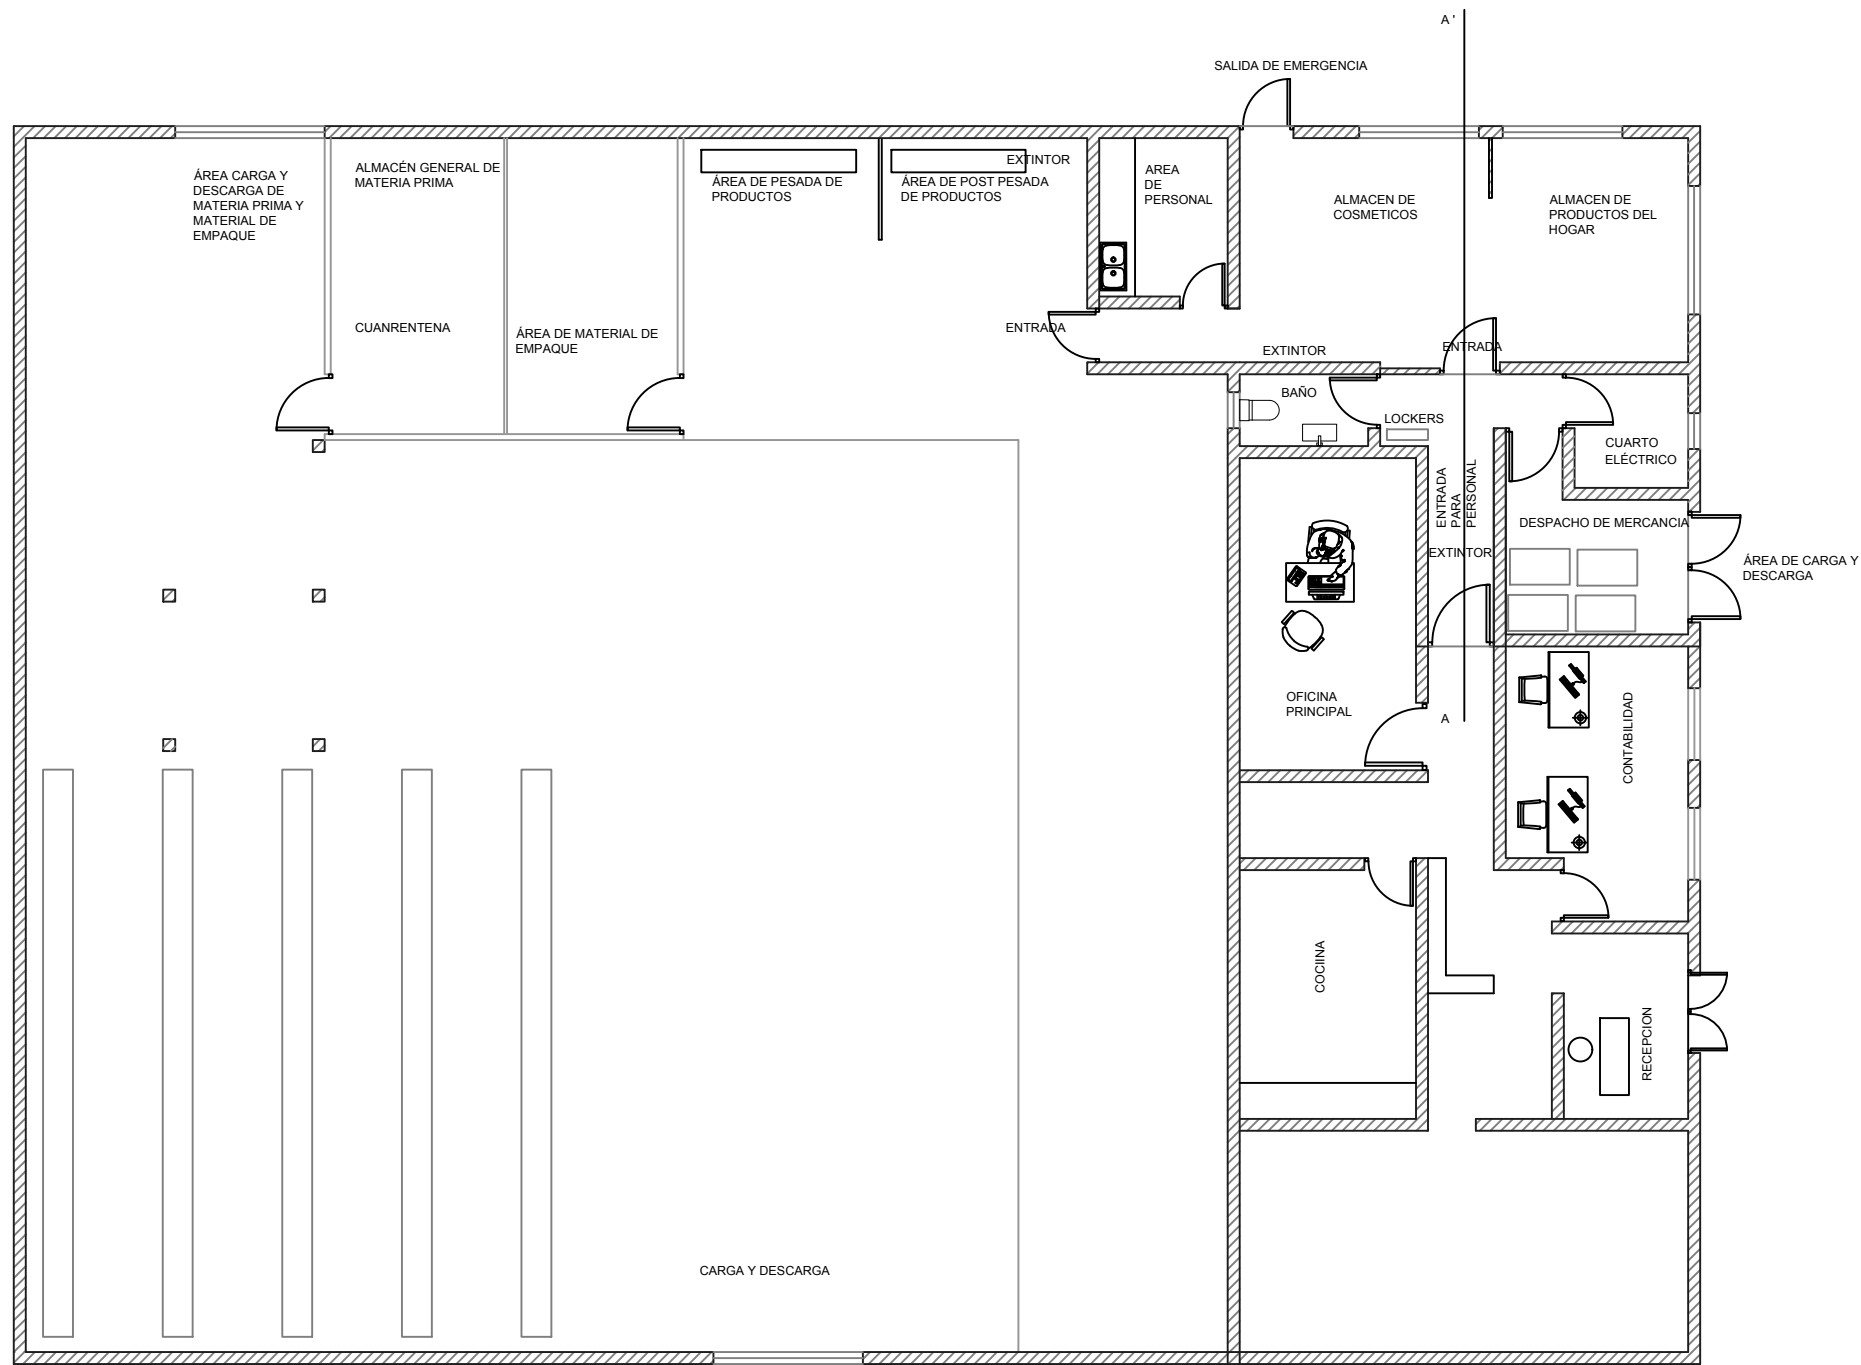 A '
SALIDA DE EMERGENCIA
ÁREA CARGA Y
DESCARGA DE
MATERIA PRIMA Y
MATERIAL DE
EMPAQUE
ALMACÉN GENERAL DE
MATERIA PRIMA
ÁREA DE PESADA DE
PRODUCTOS
EXTINTOR
ÁREA DE POST PESADA
DE PRODUCTOS
AREA
DE
PERSONAL
ALMACEN DE
COSMETICOS
ALMACEN DE
PRODUCTOS DEL
HOGAR
CUANRENTENA
ÁREA DE MATERIAL DE
EMPAQUE
ENTRADA
EXTINTOR
ENTRADA
BAÑO
LOCKERS
CUARTO
ELÉCTRICO
ENTRADA
PARA
PERSONAL
DESPACHO DE MERCANCIA
EXTINTOR
ÁREA DE CARGA Y
DESCARGA
OFICINA
PRINCIPAL
A
CONTABILIDAD
COCIINA
RECEPCION
CARGA Y DESCARGA